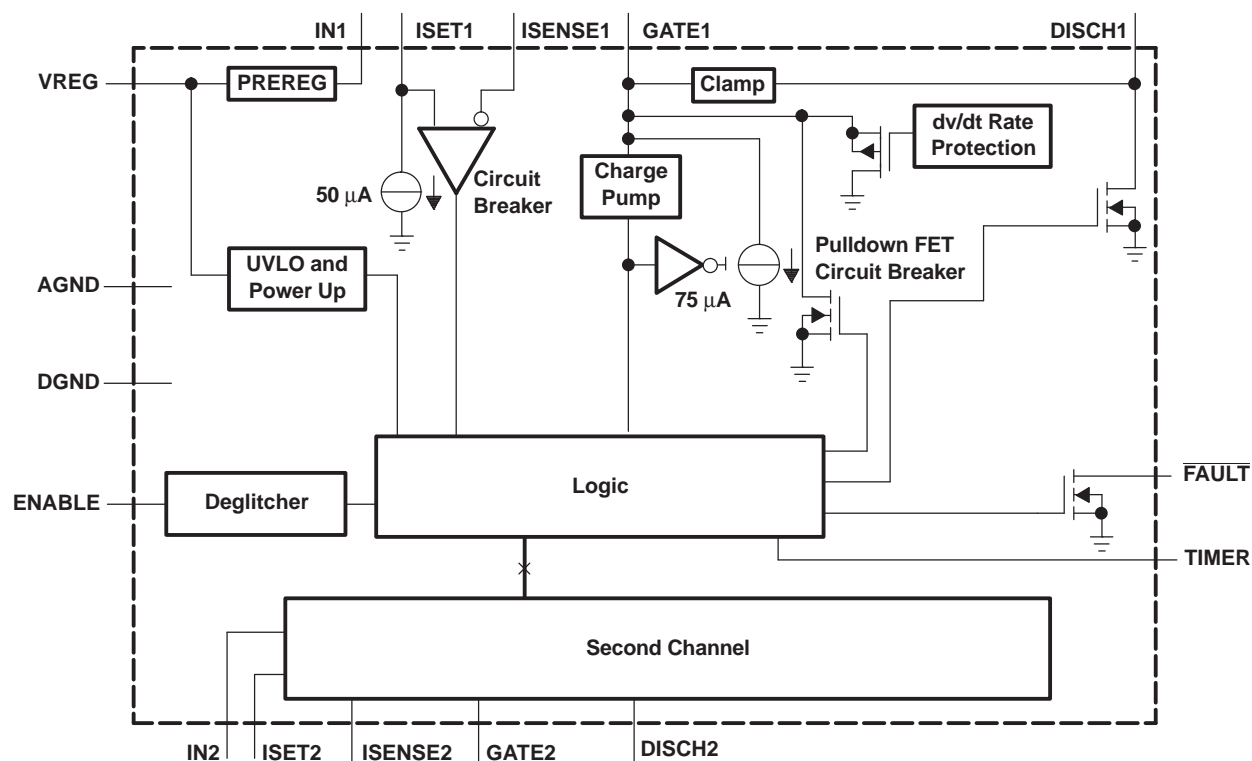 IN1
ISET1
ISENSE1
GATE1
DISCH1
VREG
PREREG
Clamp
dv/dt Rate
Protection
50 µA
Circuit
Breaker
Charge
Pump
Pulldown FET
Circuit Breaker
75 µA
UVLO and
Power Up
AGND
DGND
ENABLE
Deglitcher
Logic
FAULT
TIMER
Second Channel
IN2
ISET2
ISENSE2
GATE2
DISCH2